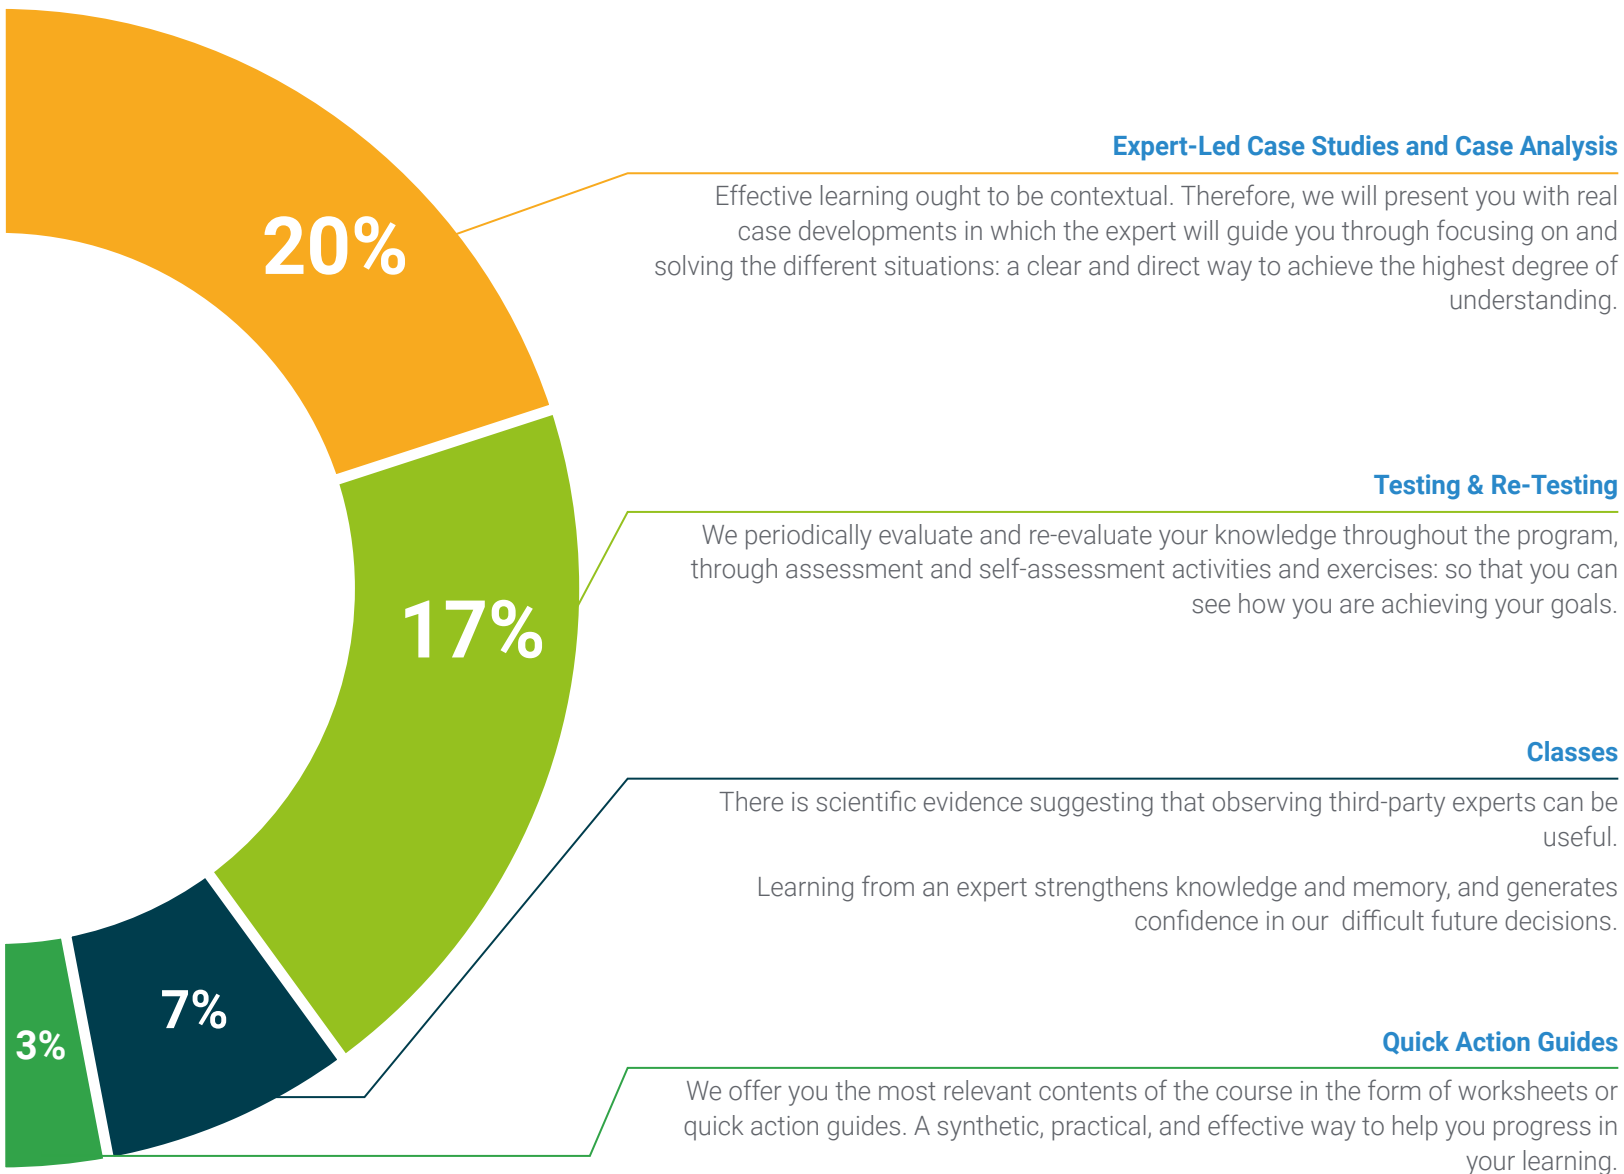 20%
Expert-Led Case Studies and Case Analysis
Effective learning ought to be contextual. Therefore, we will present you with real
case developments in which the expert will guide you through focusing on and
solving the different situations: a clear and direct way to achieve the highest degree of
understanding.
17%
Testing & Re-Testing
We periodically evaluate and re-evaluate your knowledge throughout the program,
through assessment and self-assessment activities and exercises: so that you can
see how you are achieving your goals.
7%
Classes
There is scientific evidence suggesting that observing third-party experts can be
useful.
Learning from an expert strengthens knowledge and memory, and generates
confidence in our  difficult future decisions.
3%
Quick Action Guides
We offer you the most relevant contents of the course in the form of worksheets or
quick action guides. A synthetic, practical, and effective way to help you progress in
your learning.